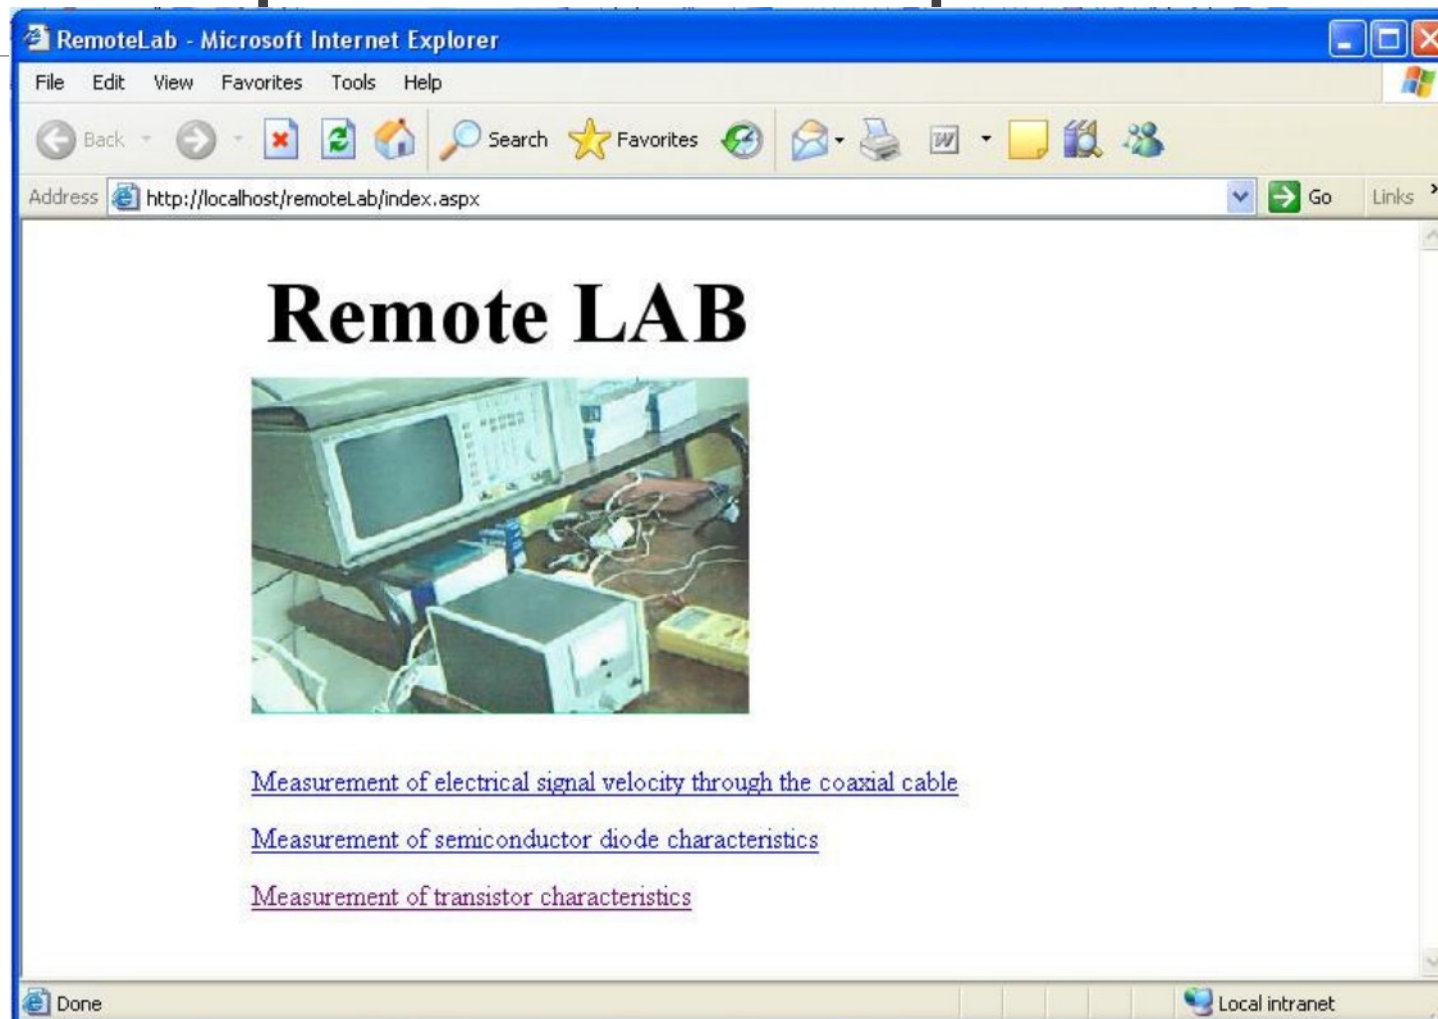 RemoteLab - Microsoft Internet Explorer
File Edit View Favorites Tools Help
Back Search Favorites
Address http://localhost/remoteLab/index.aspx Go Links
Remote LAB
Measurement of electrical signal velocity through the coaxial cable
Measurement of semiconductor diode characteristics
Measurement of transistor characteristics
Done Local intranet